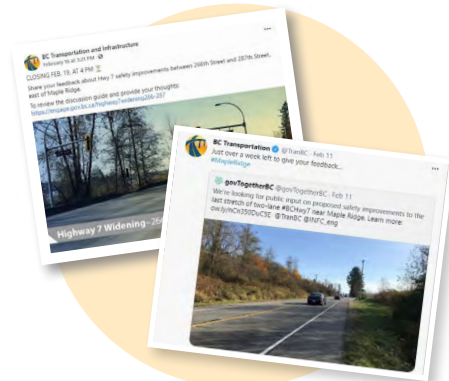 BC Transportation and Infrastructure
February 16 at 3:21 PM
CLOSING FEB. 19, AT 4 PM
Share your feedback about Hwy 7 safety improvements between 266th Street and 287th Street,
east of Maple Ridge.
To review the discussion guide and provide your thoughts:
https://engage.gov.bc.ca/highway7widening266-287
Highway 7 Widening- 266
BC Transportation @TranBC · Feb 11
Just over a week left to give your feedback...
#MapleRidge
govTogetherBC @govTogetherBC · Feb 11
We're looking for public input on proposed safety improvements to the
last stretch of two-lane #BCHwy7 near Maple Ridge. Learn more:
@TranBC @INFC_eng